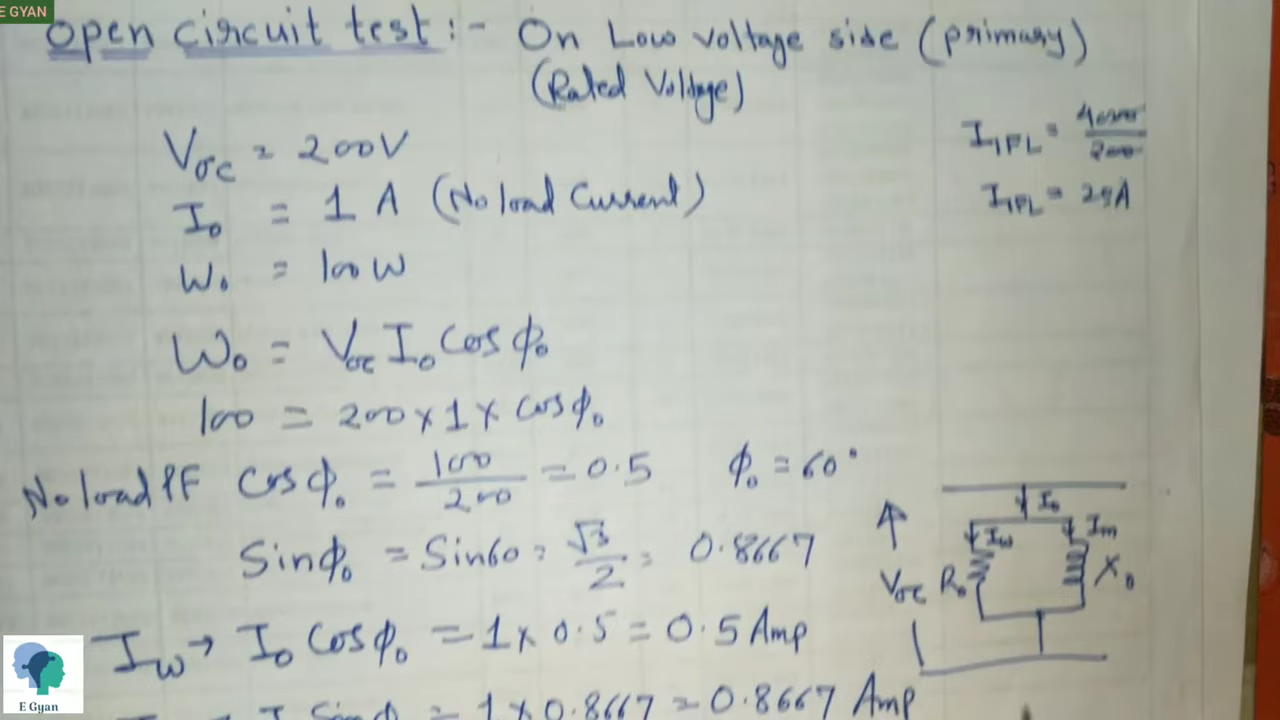 E GYAN
Open circuit test :- On Low voltage side (primary)
(Rated Voltage)
Voc = 200V
I₀ = 1 A (No load Current)
W₀ = 100 W
I₁FL = 4000/200
I₁FL = 25A
W₀ = Voc I₀ Cos ϕ₀
100 = 200 × 1 × cos ϕ₀
No load PF Cos ϕ₀ = 100/200 = 0.5 ϕ₀ = 60°
Sin ϕ₀ = Sin 60 = √3/2 = 0.8667
I_w → I₀ Cos ϕ₀ = 1 × 0.5 = 0.5 Amp
= 1 × 0.8667 = 0.8667 Amp
I₀
Iw Im
Voc R₀ X₀
E Gyan